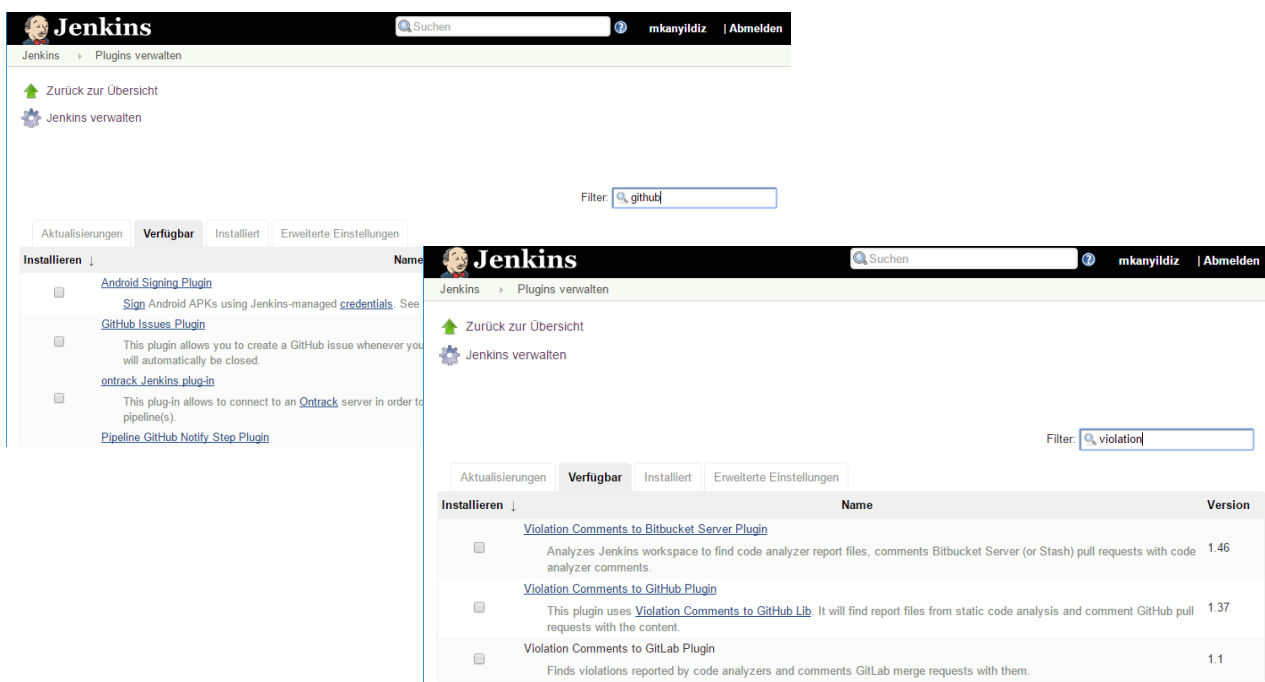 Jenkins
Suchen
mkanyildiz | Abmelden
Jenkins Plugins verwalten
Zurück zur Übersicht
Jenkins verwalten
Filter: github
Aktualisierungen Verfügbar Installiert Erweiterte Einstellungen
Installieren ↓ Name
Android Signing Plugin
Sign Android APKs using Jenkins-managed credentials. See
GitHub Issues Plugin
This plugin allows you to create a GitHub issue whenever you
will automatically be closed.
ontrack Jenkins plug-in
This plug-in allows to connect to an Ontrack server in order to
pipeline(s).
Pipeline GitHub Notify Step Plugin
Jenkins
Suchen
mkanyildiz | Abmelden
Jenkins Plugins verwalten
Zurück zur Übersicht
Jenkins verwalten
Filter: violation
Aktualisierungen Verfügbar Installiert Erweiterte Einstellungen
Installieren ↓ Name Version
Violation Comments to Bitbucket Server Plugin
Analyzes Jenkins workspace to find code analyzer report files, comments Bitbucket Server (or Stash) pull requests with code 1.46
analyzer comments.
Violation Comments to GitHub Plugin
This plugin uses Violation Comments to GitHub Lib. It will find report files from static code analysis and comment GitHub pull 1.37
requests with the content.
Violation Comments to GitLab Plugin
1.1
Finds violations reported by code analyzers and comments GitLab merge requests with them.